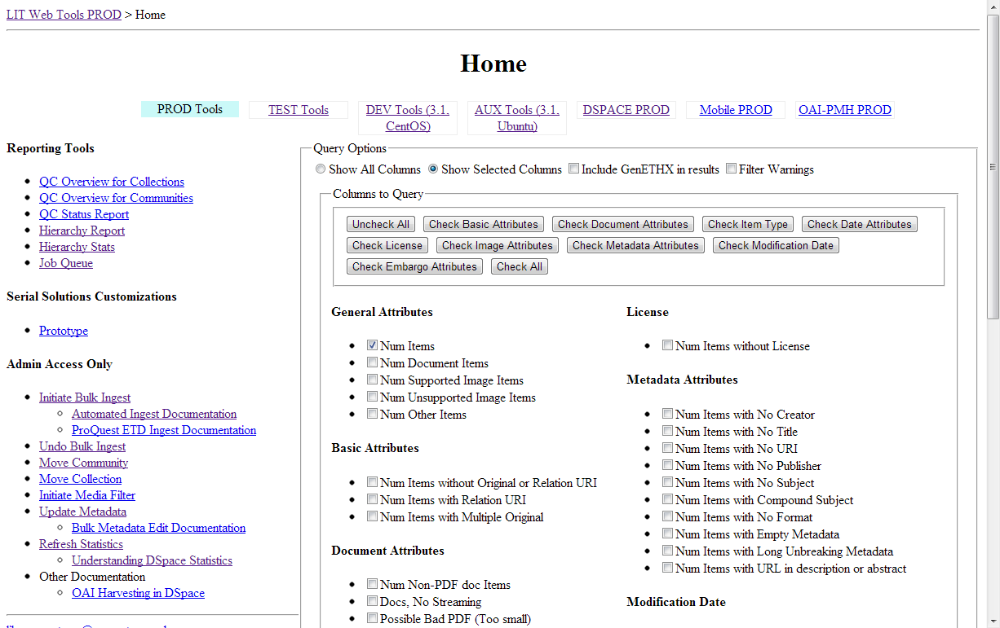 LIT Web Tools PROD > Home
Home
PROD Tools
TEST Tools
DEV Tools (3.1, CentOS)
AUX Tools (3.1, Ubuntu)
DSPACE PROD
Mobile PROD
OAI-PMH PROD
Reporting Tools
QC Overview for Collections
QC Overview for Communities
QC Status Report
Hierarchy Report
Hierarchy Stats
Job Queue
Serial Solutions Customizations
Prototype
Admin Access Only
Initiate Bulk Ingest
Automated Ingest Documentation
ProQuest ETD Ingest Documentation
Undo Bulk Ingest
Move Community
Move Collection
Initiate Media Filter
Update Metadata
Bulk Metadata Edit Documentation
Refresh Statistics
Understanding DSpace Statistics
Other Documentation
OAI Harvesting in DSpace
Query Options
Show All Columns Show Selected Columns Include GenETHX in results Filter Warnings
Columns to Query
Uncheck All Check Basic Attributes Check Document Attributes Check Item Type Check Date Attributes
Check License Check Image Attributes Check Metadata Attributes Check Modification Date
Check Embargo Attributes Check All
General Attributes
Num Items
Num Document Items
Num Supported Image Items
Num Unsupported Image Items
Num Other Items
Basic Attributes
Num Items without Original or Relation URI
Num Items with Relation URI
Num Items with Multiple Original
Document Attributes
Num Non-PDF doc Items
Docs, No Streaming
Possible Bad PDF (Too small)
License
Num Items without License
Metadata Attributes
Num Items with No Creator
Num Items with No Title
Num Items with No URI
Num Items with No Publisher
Num Items with No Subject
Num Items with Compound Subject
Num Items with No Format
Num Items with Empty Metadata
Num Items with Long Unbreaking Metadata
Num Items with URL in description or abstract
Modification Date